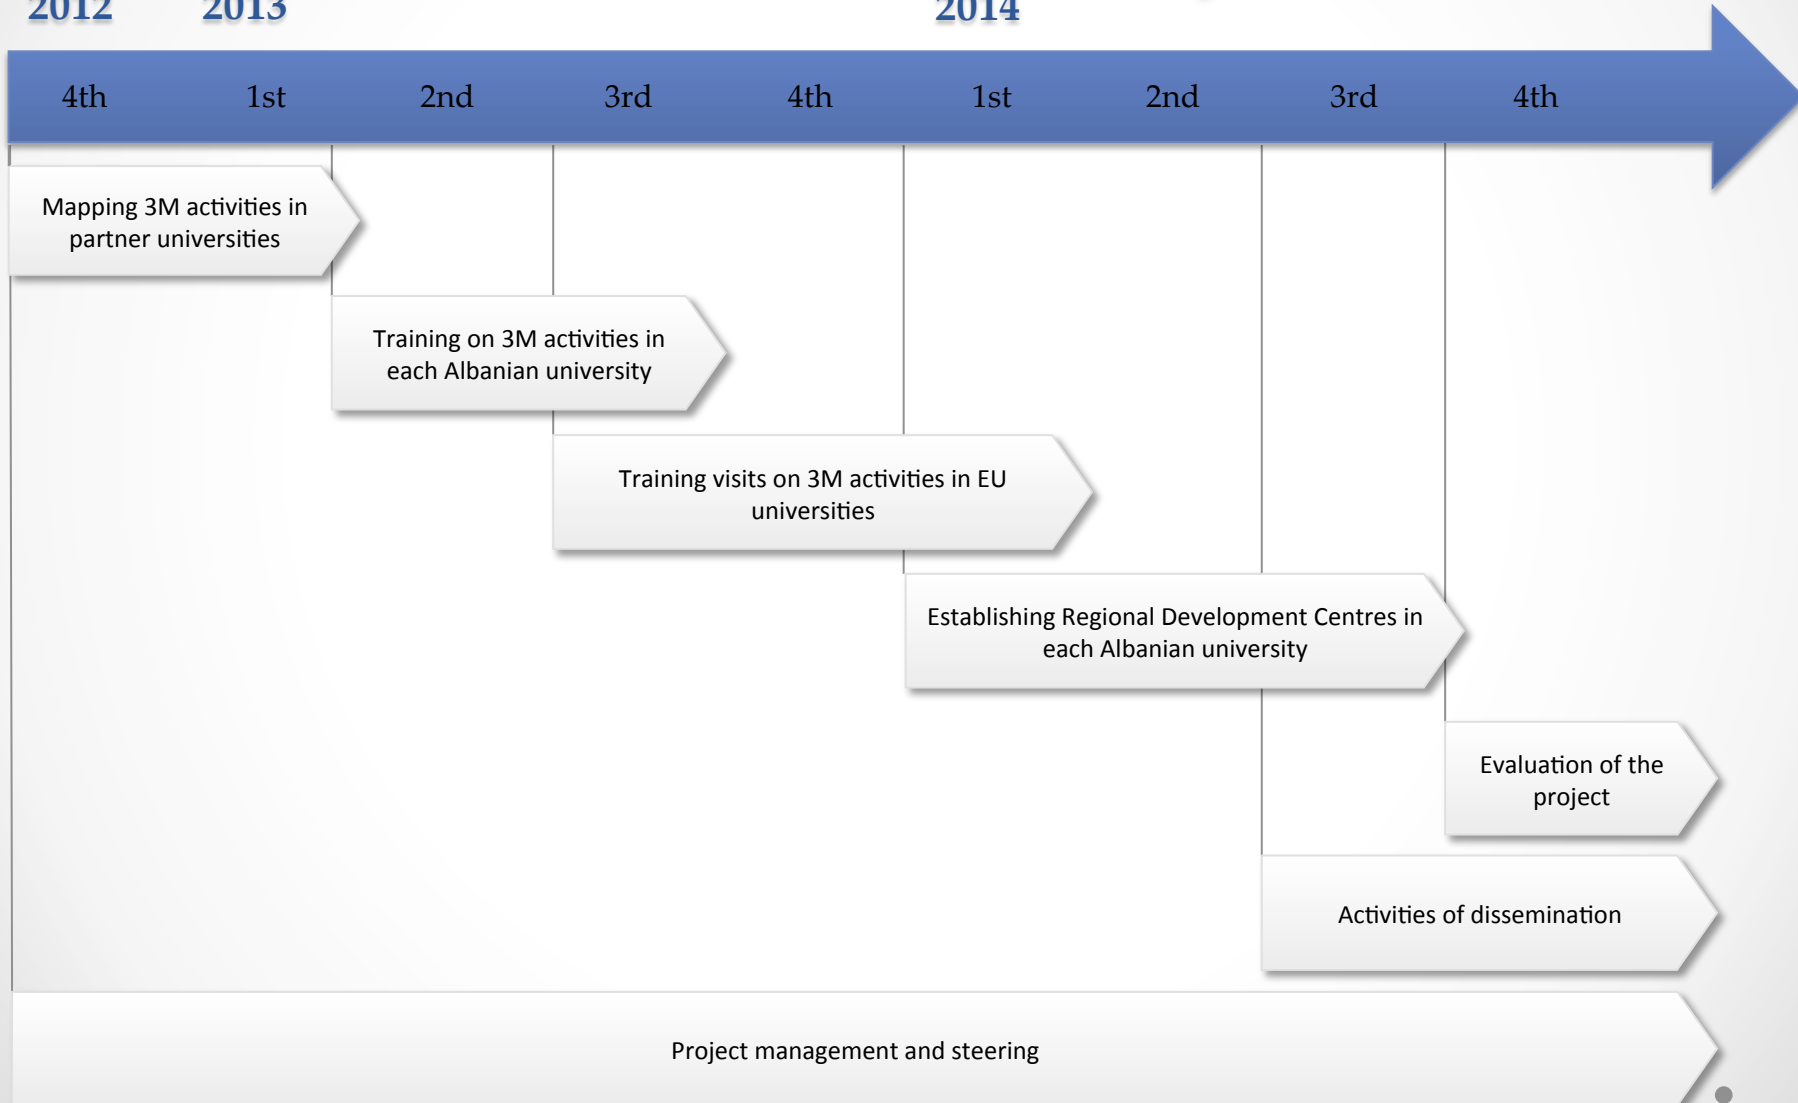 2012 2013 2014
4th 1st 2nd 3rd 4th 1st 2nd 3rd 4th
Mapping 3M activities in
partner universities
Training on 3M activities in
each Albanian university
Training visits on 3M activities in EU
universities
Establishing Regional Development Centres in
each Albanian university
Evaluation of the
project
Activities of dissemination
Project management and steering